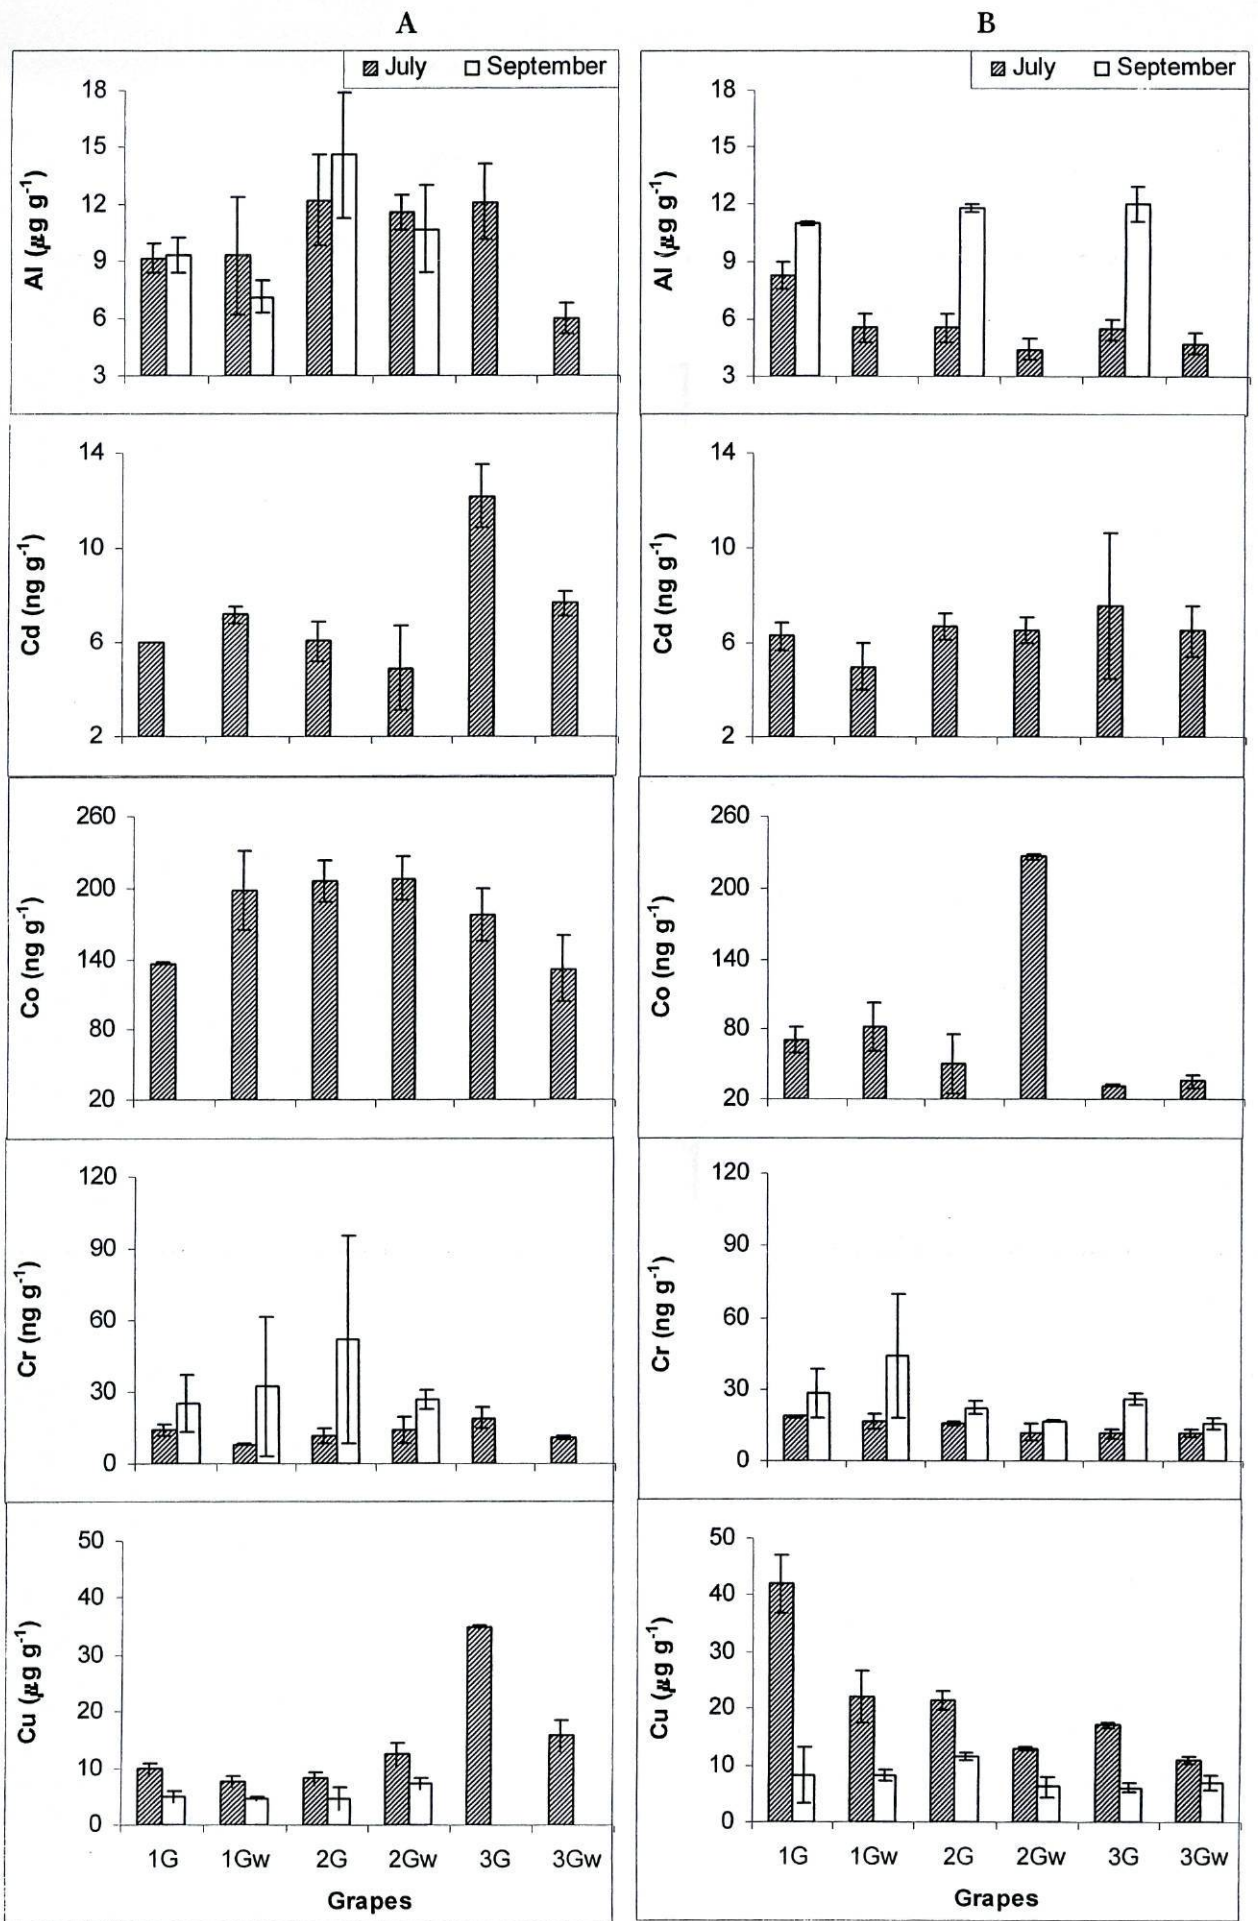 A
B
July September
July September
18
15
12
9
6
3
Al (μg g-1)
18
15
12
9
6
3
Al (μg g-1)
14
10
6
2
Cd (ng g-1)
14
10
6
2
Cd (ng g-1)
260
200
140
80
20
Co (ng g-1)
260
200
140
80
20
Co (ng g-1)
120
90
60
30
0
Cr (ng g-1)
120
90
60
30
0
Cr (ng g-1)
50
40
30
20
10
0
Cu (μg g-1)
1G 1Gw 2G 2Gw 3G 3Gw
Grapes
50
40
30
20
10
0
Cu (μg g-1)
1G 1Gw 2G 2Gw 3G 3Gw
Grapes